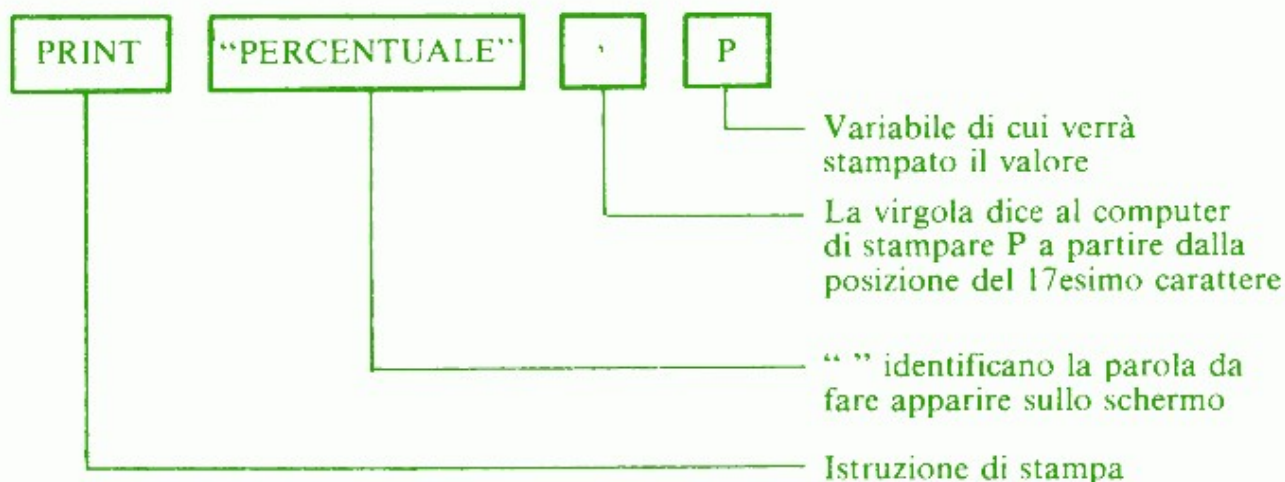 PRINT “PERCENTUALE” , P
Variabile di cui verrà
stampato il valore
La virgola dice al computer
di stampare P a partire dalla
posizione del 17esimo carattere
“ ” identificano la parola da
fare apparire sullo schermo
Istruzione di stampa